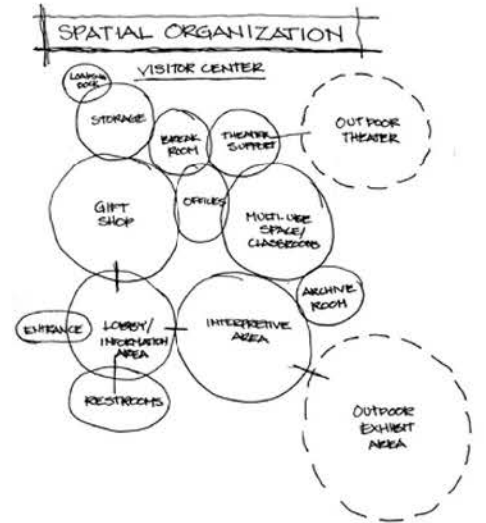 SPATIAL ORGANIZATION
VISITOR CENTER
LOADING
DOCK
STORAGE
BREAK
ROOM
THEATER
SUPPORT
OUTDOOR
THEATER
GIFT
SHOP
OFFICES
MULTI-USE
SPACE/
CLASSROOMS
ARCHIVE
ROOM
ENTRANCE
LOBBY/
INFORMATION
AREA
INTERPRETIVE
AREA
RESTROOMS
OUTDOOR
EXHIBIT
AREA